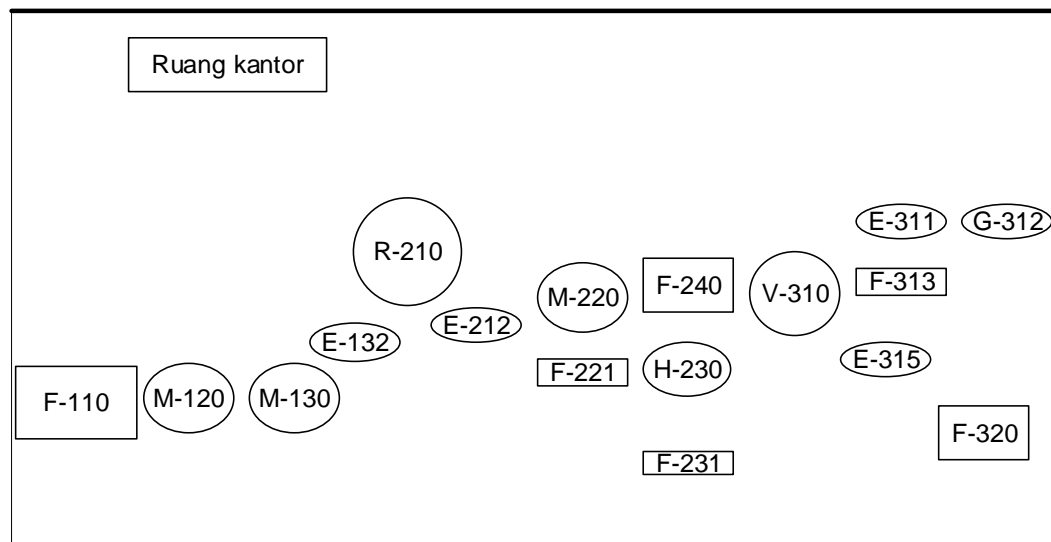 Ruang kantor
E-311
G-312
R-210
F-240
F-313
M-220
V-310
E-212
E-132
E-315
F-221
H-230
F-110
M-120
M-130
F-320
F-231